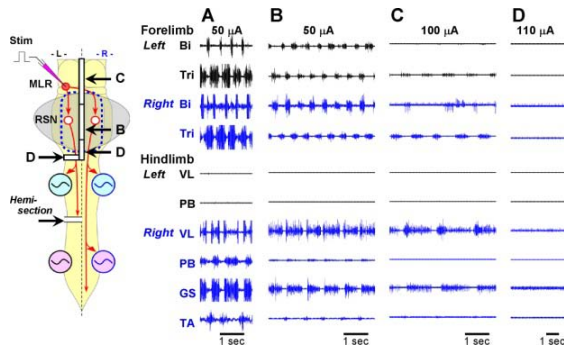 A B C D
Stim - L - - R - Forelimb 50 µA 50 µA 100 µA 110 µA
Left Bi
C
MLR
Tri
Right Bi
RSN
B
Tri
D
D
Hindlimb
Left VL
PB
Hemi-
section
Right VL
PB
GS
TA
1 sec 1 sec 1 sec 1 sec